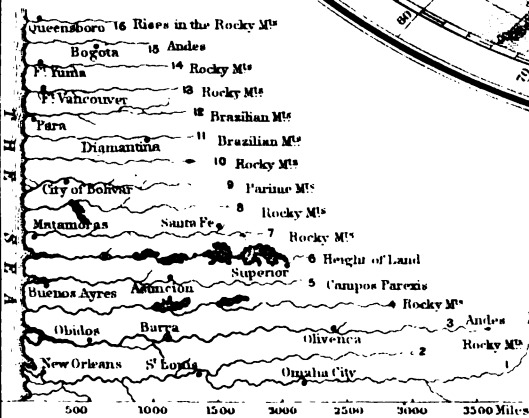 60
70
Queensboro 16 Rises in the Rocky Mts
Bogota 15 Andes
Ft Yuma 14 Rocky Mts
Ft Vancouver 13 Rocky Mts
Para 12 Brazilian Mts
Diamantina 11 Brazilian Mts
10 Rocky Mts
City of Bolivar 9 Parime Mts
8 Rocky Mts
Matamoras Santa Fe 7 Rocky Mts
Superior 6 Height of Land
Buenos Ayres Asuncion 5 Campos Parexis
Rocky Mts
Obidos Barra Olivenca 3 Andes
New Orleans St Louis 2 Rocky Mts
Omaha City 1
500 1000 1500 2000 2500 3000 3500 Miles
THE SEA